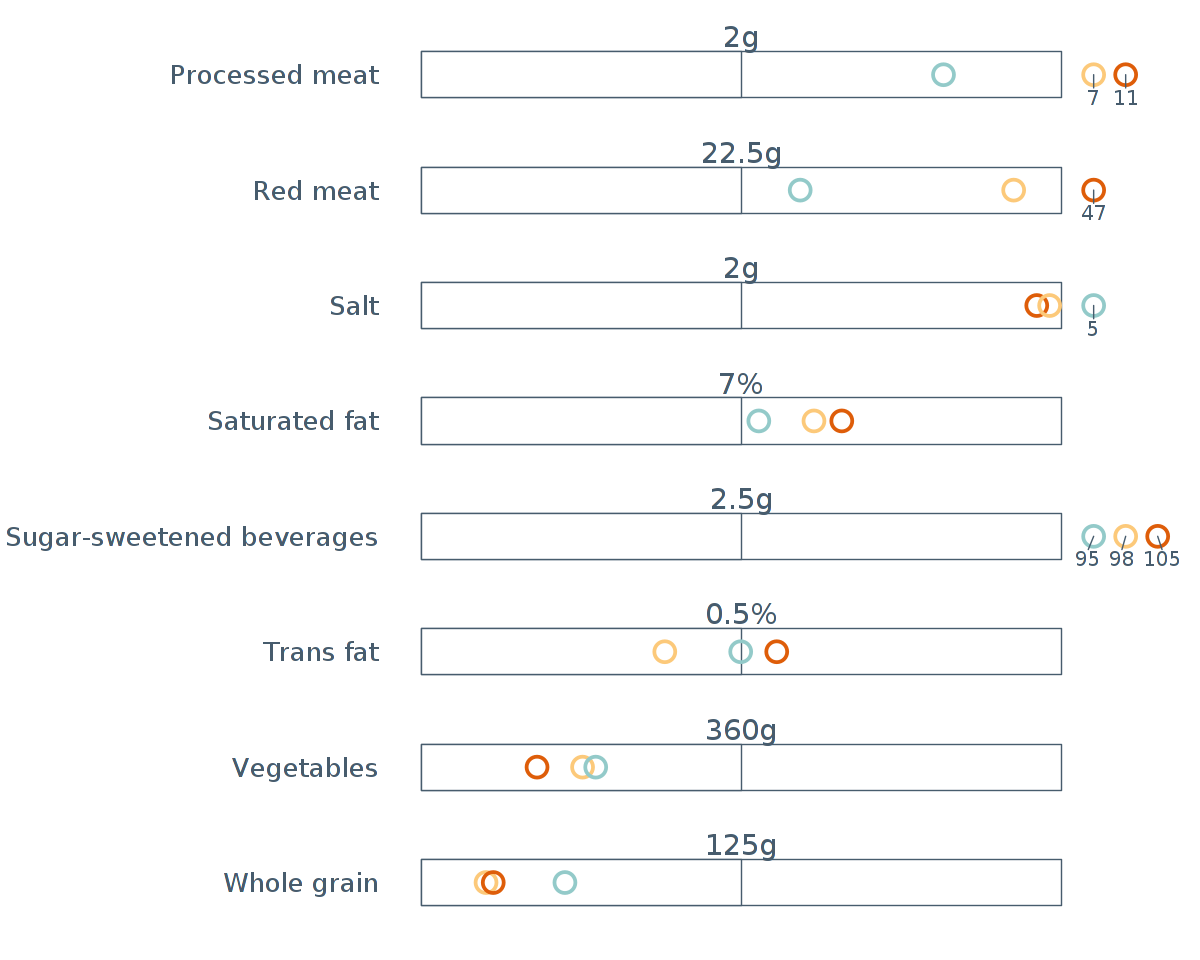 2g
Processed meat
7 11
22.5g
Red meat
47
2g
Salt
5
7%
Saturated fat
2.5g
Sugar-sweetened beverages
95 98 105
0.5%
Trans fat
360g
Vegetables
125g
Whole grain